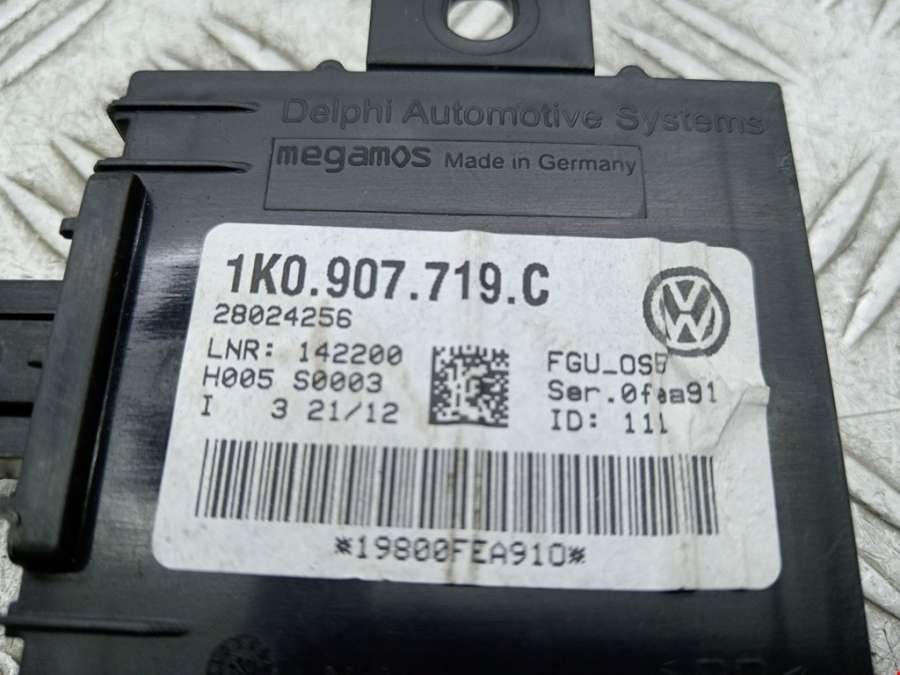 Delphi Automotive Systems
megamos Made in Germany
1K0.907.719.C
28024256
LNR: 142200
H005 S0003
I 3 21/12
FGU_OSB
Ser.0fea91
ID: 111
*19800FEA910*